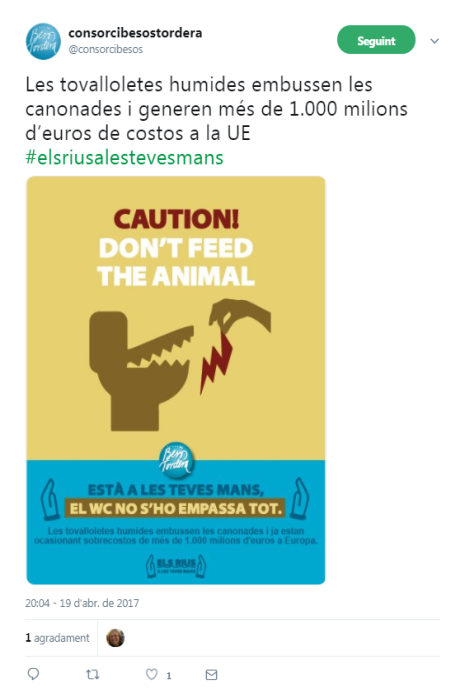 consorcibesostordera
@consorcibesos
Seguint
Les tovalloletes humides embussen les
canonades i generen més de 1.000 milions
d’euros de costos a la UE
#elsriusalestevesmans
CAUTION!
DON'T FEED
THE ANIMAL
Besòs
Tordera
ESTÀ A LES TEVES MANS,
EL WC NO S'HO EMPASSA TOT.
Les tovalloletes humides embussen les canonades i ja estan
ocasionant sobrecostos de més de 1.000 milions d'euros a Europa.
ELS RIUS
A LES TEVES MANS
20:04 - 19 d'abr. de 2017
1 agradament
1